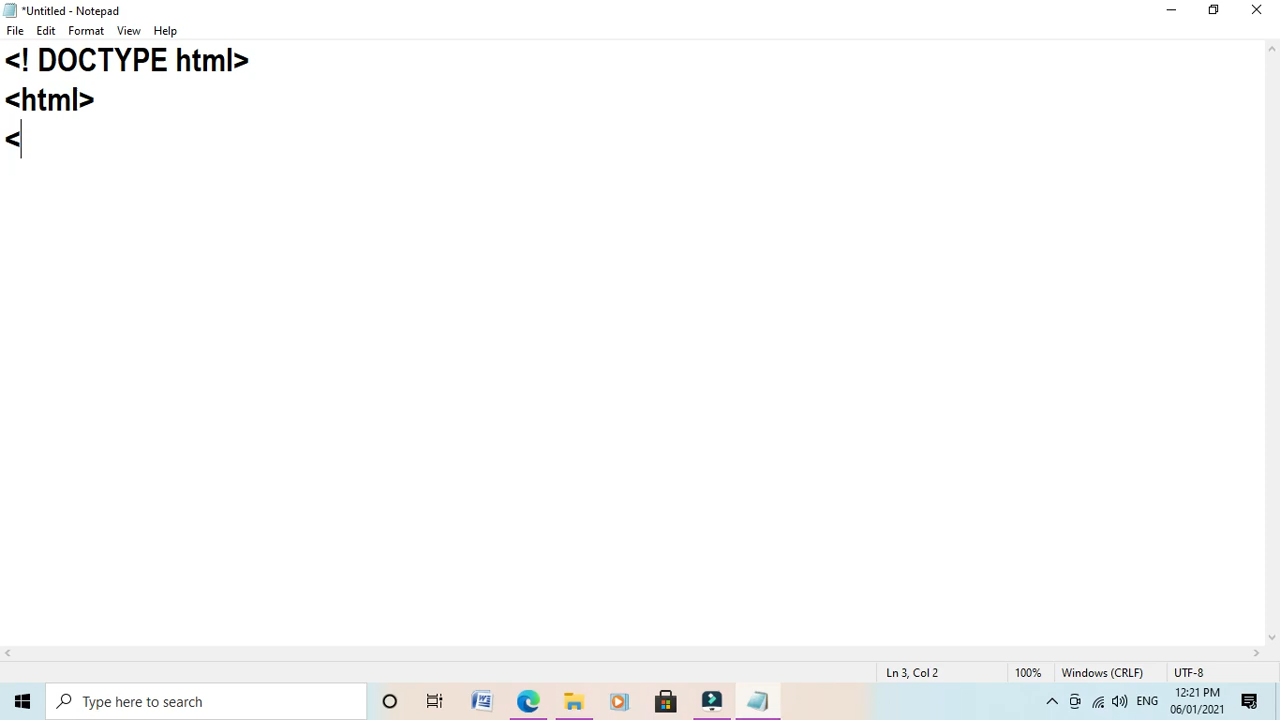 *Untitled - Notepad
File Edit Format View Help
<! DOCTYPE html>
<html>
<
Ln 3, Col 2 100% Windows (CRLF) UTF-8
Type here to search
ENG
12:21 PM
06/01/2021